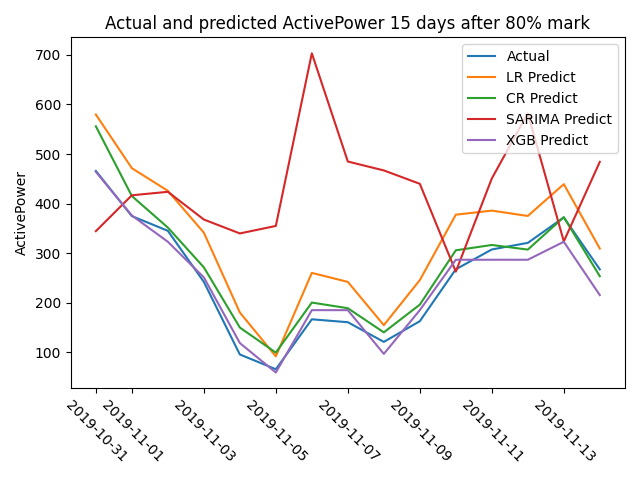 Actual and predicted ActivePower 15 days after 80% mark
700
600
500
400
300
200
100
ActivePower
Actual
LR Predict
CR Predict
SARIMA Predict
XGB Predict
2019-10-31
2019-11-01
2019-11-03
2019-11-05
2019-11-07
2019-11-09
2019-11-11
2019-11-13